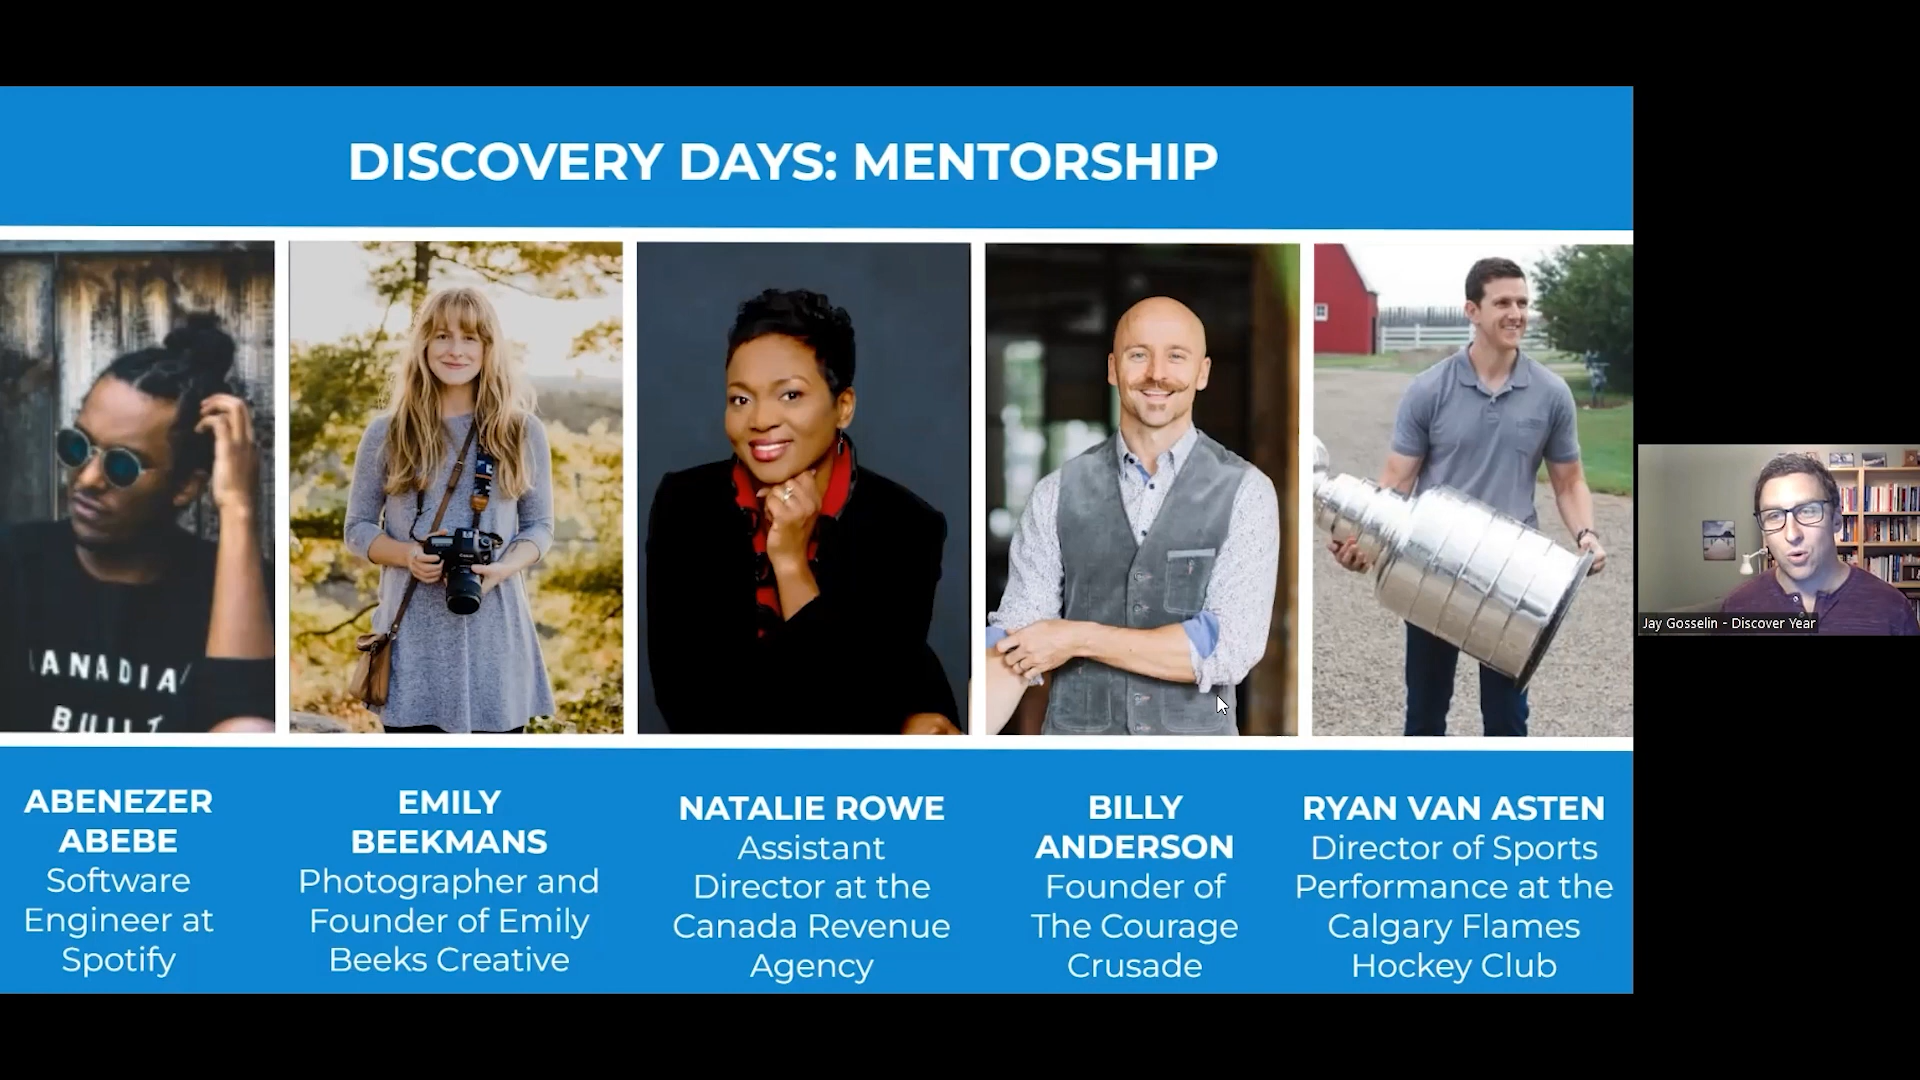 DISCOVERY DAYS: MENTORSHIP
ANADIA
BUILT
Jay Gosselin - Discover Year
ABENEZER
ABEBE
Software
Engineer at
Spotify
EMILY
BEEKMANS
Photographer and
Founder of Emily
Beeks Creative
NATALIE ROWE
Assistant
Director at the
Canada Revenue
Agency
BILLY
ANDERSON
Founder of
The Courage
Crusade
RYAN VAN ASTEN
Director of Sports
Performance at the
Calgary Flames
Hockey Club